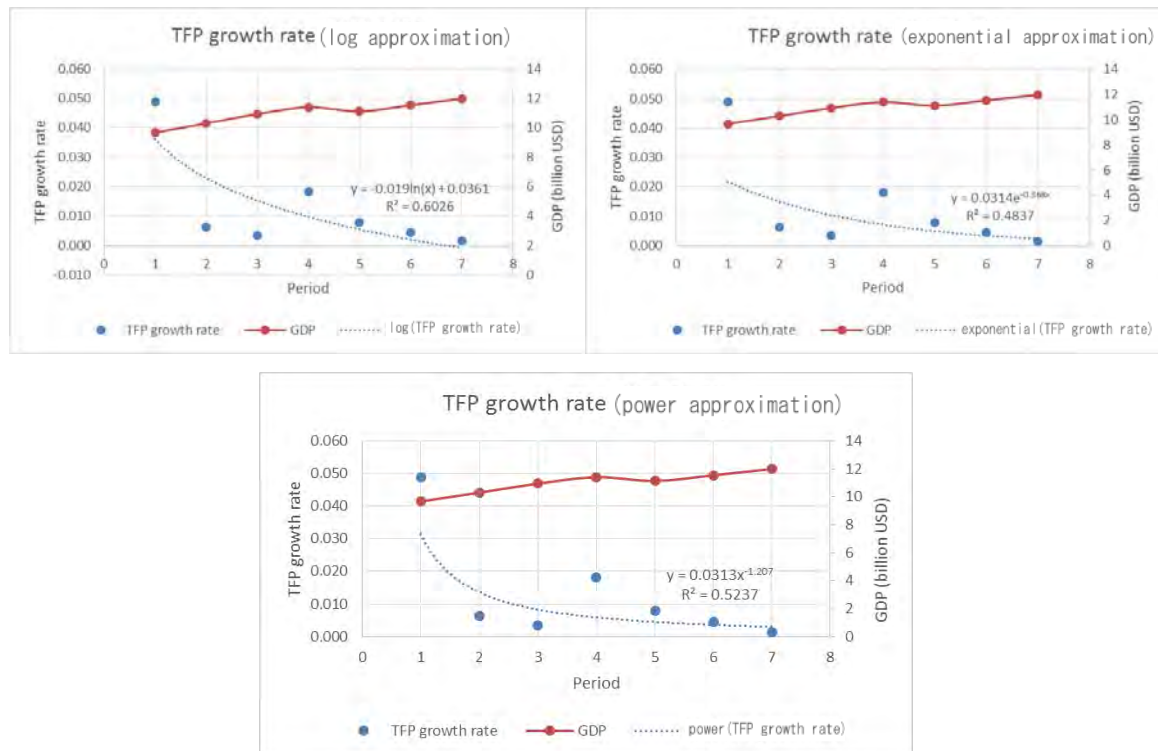 TFP growth rate (log approximation)
0.060
0.050
0.040
0.030
0.020
0.010
0.000
-0.010
TFP growth rate
14
12
10
8
6
4
2
0
GDP (billion USD)
y = -0.019ln(x) + 0.0361
R² = 0.6026
0 1 2 3 4 5 6 7 8
Period
TFP growth rate GDP log(TFP growth rate)
TFP growth rate (exponential approximation)
0.060
0.050
0.040
0.030
0.020
0.010
0.000
TFP growth rate
14
12
10
8
6
4
2
0
GDP (billion USD)
y = 0.0314e⁻⁰·³⁶⁸ˣ
R² = 0.4837
0 1 2 3 4 5 6 7 8
Period
TFP growth rate GDP exponential(TFP growth rate)
TFP growth rate (power approximation)
0.060
0.050
0.040
0.030
0.020
0.010
0.000
TFP growth rate
14
12
10
8
6
4
2
0
GDP (billion USD)
y = 0.0313x⁻¹·²⁰⁷
R² = 0.5237
0 1 2 3 4 5 6 7 8
Period
TFP growth rate GDP power(TFP growth rate)